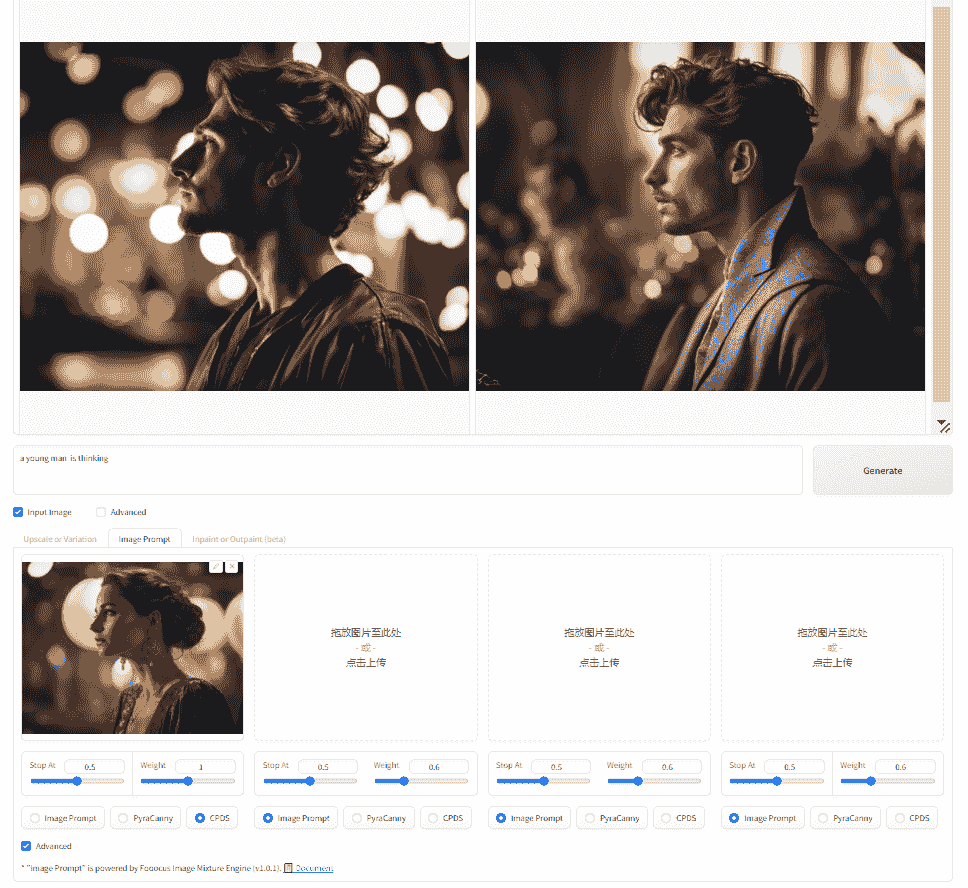 a young man is thinking
Generate
Input Image
Advanced
Upscale or Variation
Image Prompt
Inpaint or Outpaint (beta)
拖放图片至此处
- 或 -
点击上传
拖放图片至此处
- 或 -
点击上传
拖放图片至此处
- 或 -
点击上传
Stop At 0.5 Weight 1
Stop At 0.5 Weight 0.6
Stop At 0.5 Weight 0.6
Stop At 0.5 Weight 0.6
Image Prompt PyraCanny CPDS
Image Prompt PyraCanny CPDS
Image Prompt PyraCanny CPDS
Image Prompt PyraCanny CPDS
Advanced
* "Image Prompt" is powered by Fooocus Image Mixture Engine (v1.0.1). Document